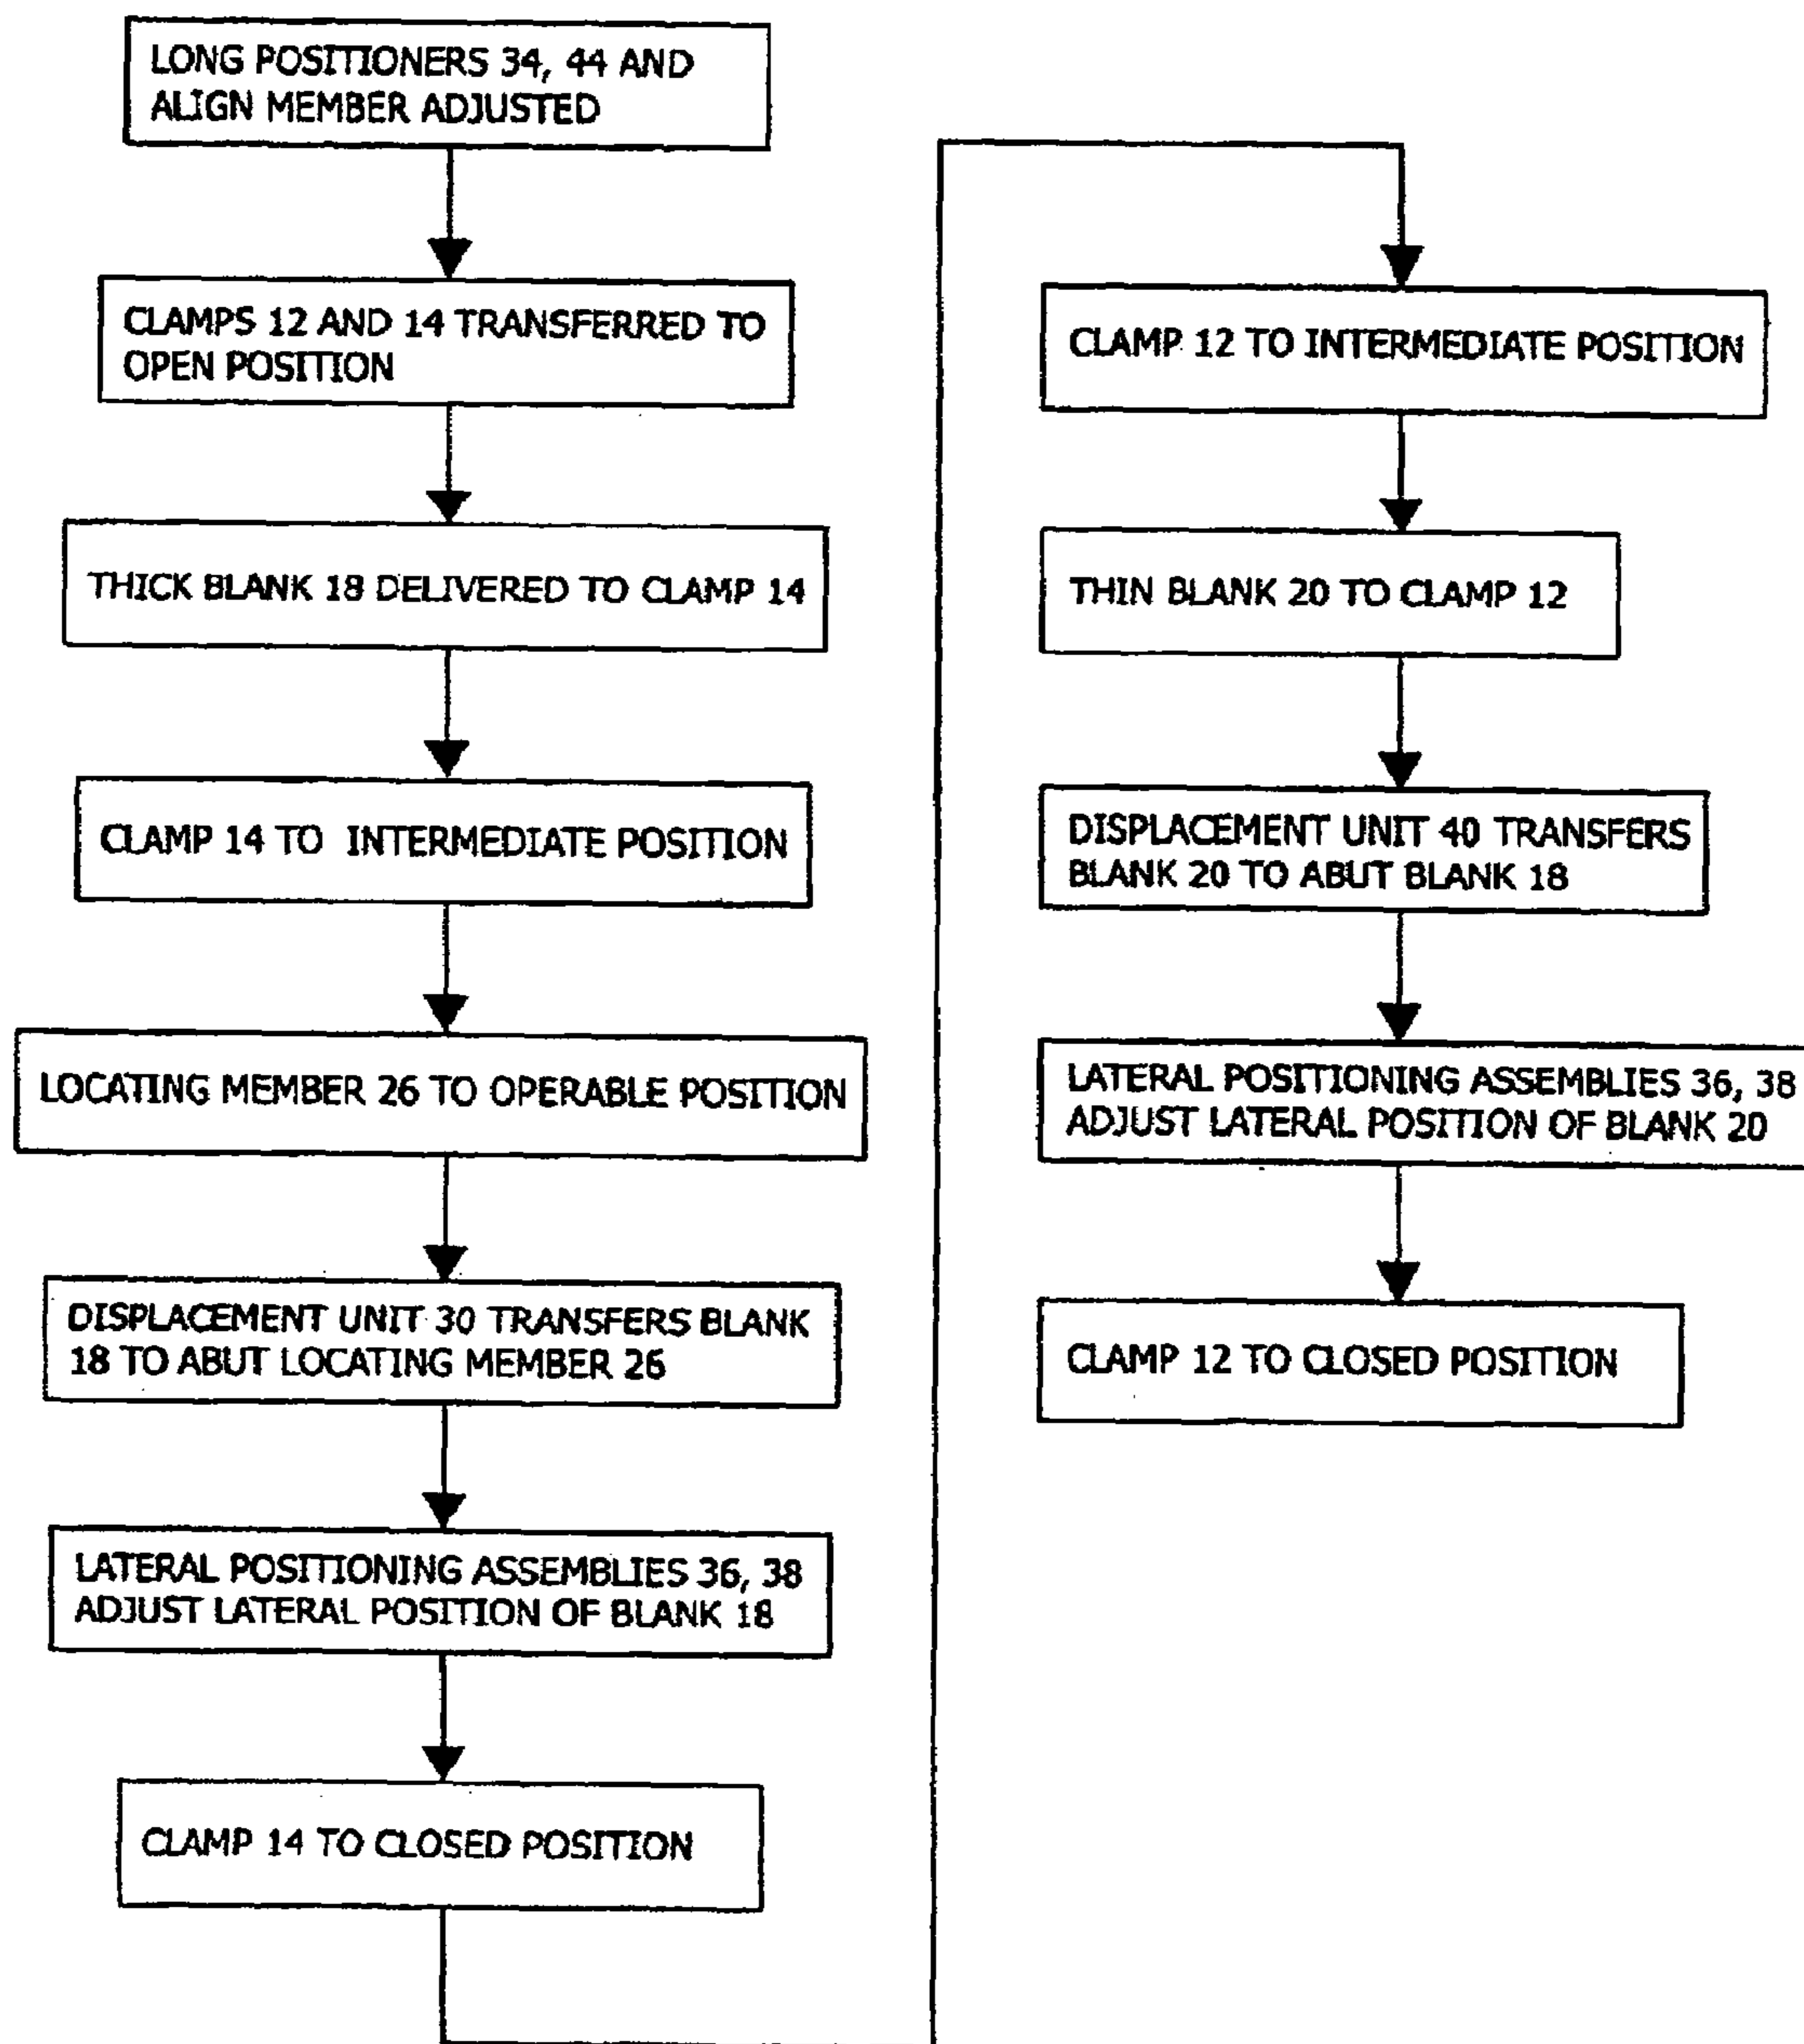 LONG POSITIONERS 34, 44 AND
ALIGN MEMBER ADJUSTED
CLAMPS 12 AND 14 TRANSFERRED TO
OPEN POSITION
THICK BLANK 18 DELIVERED TO CLAMP 14
CLAMP 14 TO INTERMEDIATE POSITION
LOCATING MEMBER 26 TO OPERABLE POSITION
DISPLACEMENT UNIT 30 TRANSFERS BLANK
18 TO ABUT LOCATING MEMBER 26
LATERAL POSITIONING ASSEMBLIES 36, 38
ADJUST LATERAL POSITION OF BLANK 18
CLAMP 14 TO CLOSED POSITION
CLAMP 12 TO INTERMEDIATE POSITION
THIN BLANK 20 TO CLAMP 12
DISPLACEMENT UNIT 40 TRANSFERS
BLANK 20 TO ABUT BLANK 18
LATERAL POSITIONING ASSEMBLIES 36, 38
ADJUST LATERAL POSITION OF BLANK 20
CLAMP 12 TO CLOSED POSITION